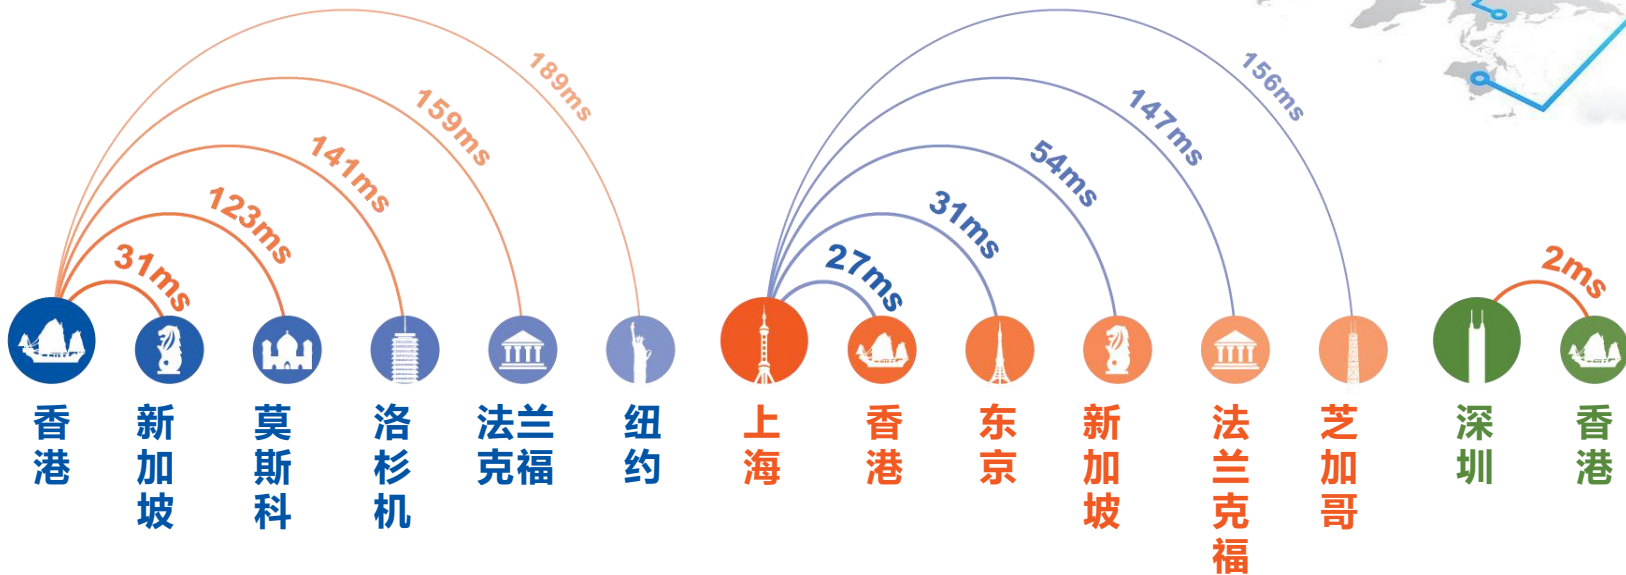 189ms
159ms
141ms
123ms
31ms
156ms
147ms
54ms
31ms
27ms
2ms
香港
新加坡
莫斯科
洛杉机
法兰克福
纽约
上海
香港
东京
新加坡
法兰克福
芝加哥
深圳
香港